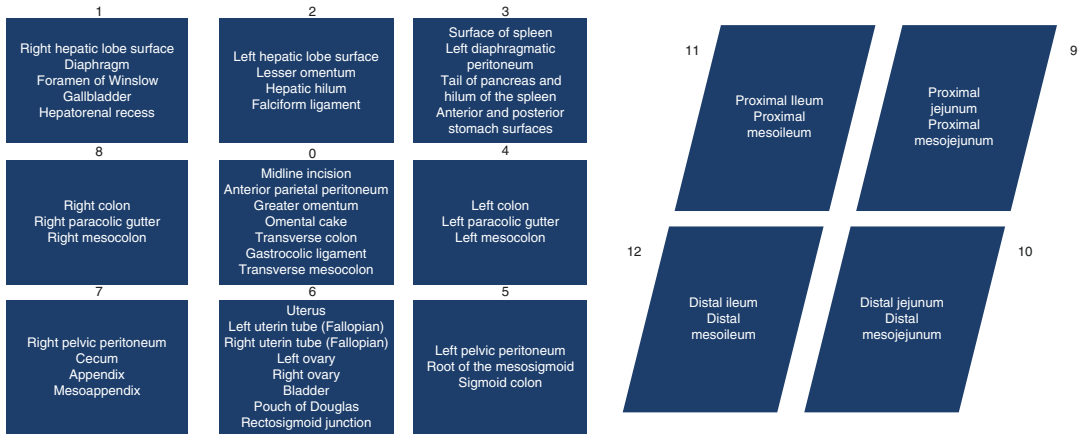 1
Right hepatic lobe surface
Diaphragm
Foramen of Winslow
Gallbladder
Hepatorenal recess
2
Left hepatic lobe surface
Lesser omentum
Hepatic hilum
Falciform ligament
3
Surface of spleen
Left diaphragmatic
peritoneum
Tail of pancreas and
hilum of the spleen
Anterior and posterior
stomach surfaces
8
Right colon
Right paracolic gutter
Right mesocolon
0
Midline incision
Anterior parietal peritoneum
Greater omentum
Omental cake
Transverse colon
Gastrocolic ligament
Transverse mesocolon
4
Left colon
Left paracolic gutter
Left mesocolon
7
Right pelvic peritoneum
Cecum
Appendix
Mesoappendix
6
Uterus
Left uterin tube (Fallopian)
Right uterin tube (Fallopian)
Left ovary
Right ovary
Bladder
Pouch of Douglas
Rectosigmoid junction
5
Left pelvic peritoneum
Root of the mesosigmoid
Sigmoid colon
11
Proximal Ileum
Proximal
mesoileum
9
Proximal
jejunum
Proximal
mesojejunum
12
Distal ileum
Distal
mesoileum
10
Distal jejunum
Distal
mesojejunum